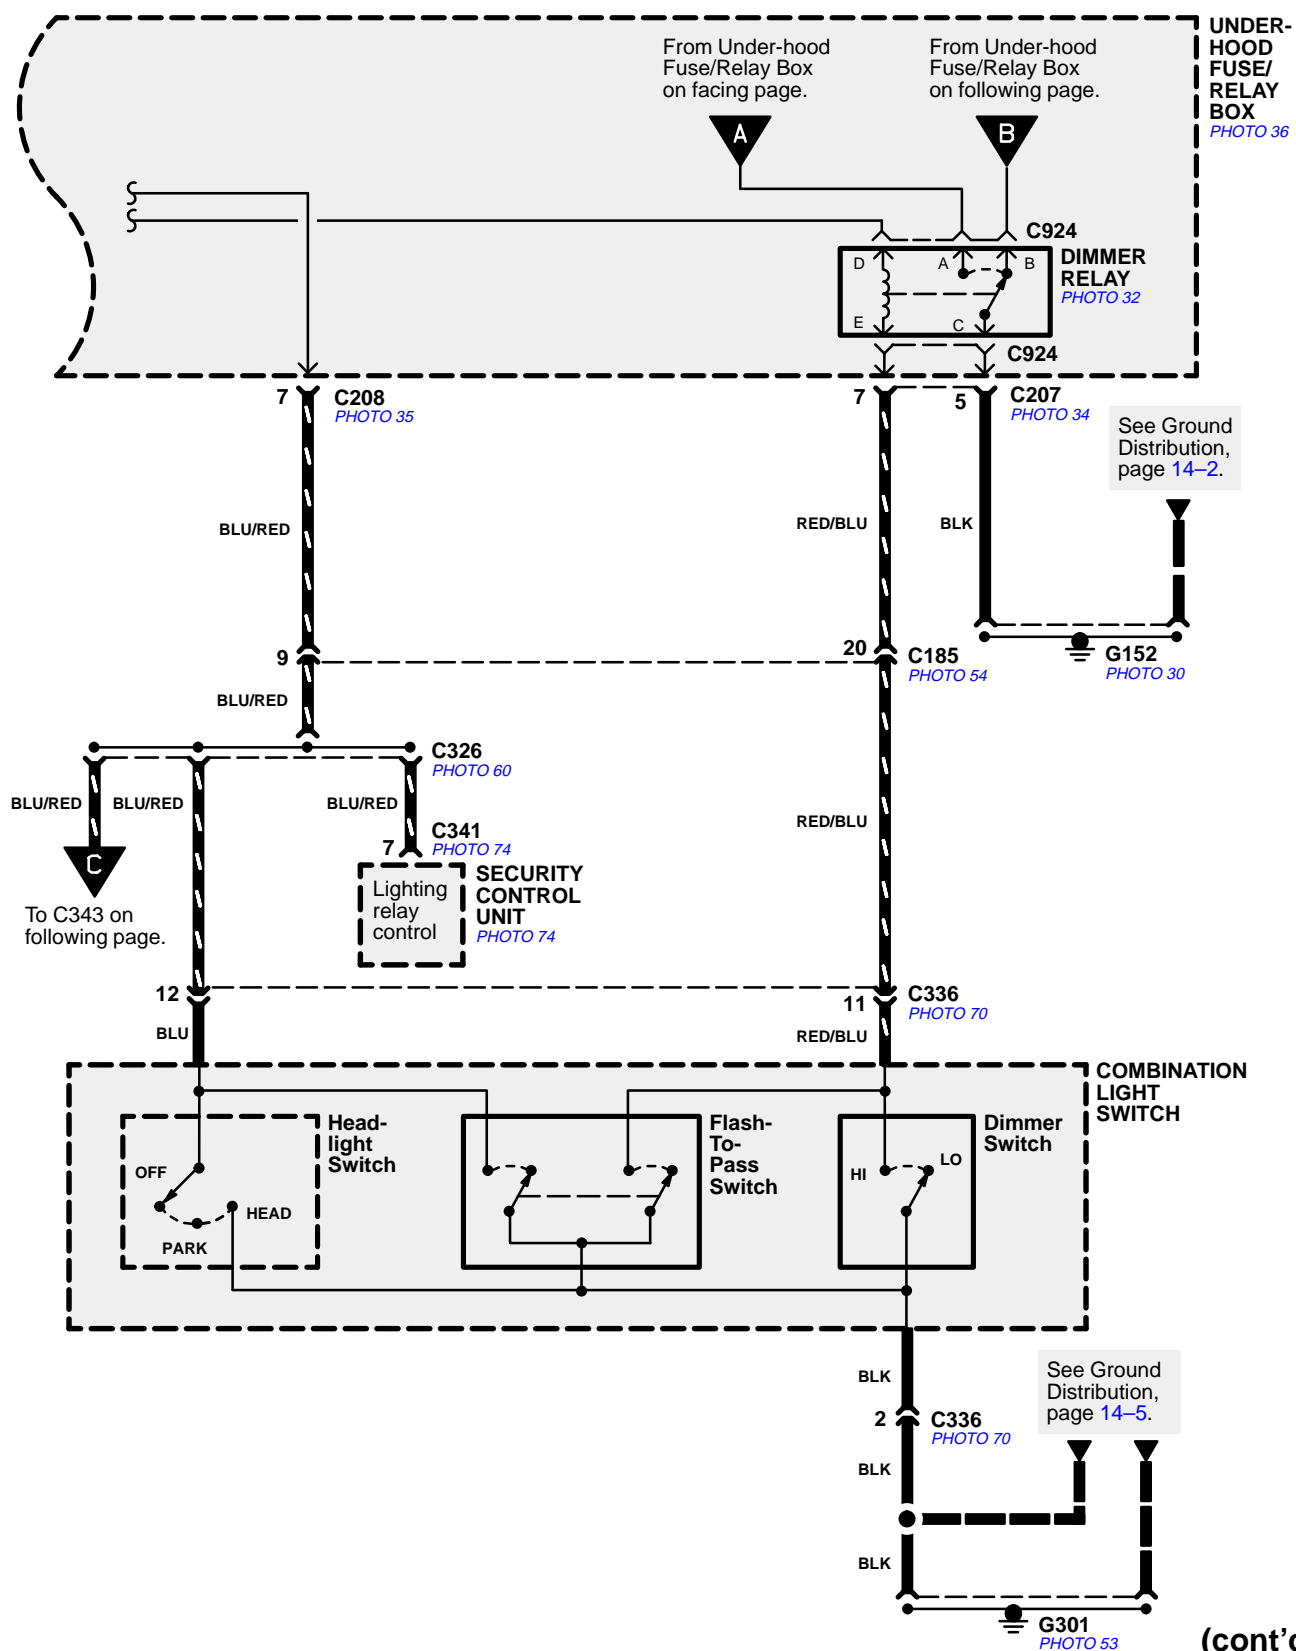 UNDER-
HOOD
FUSE/
RELAY
BOX
PHOTO 36
From Under-hood
Fuse/Relay Box
on facing page.
From Under-hood
Fuse/Relay Box
on following page.
A
B
C924
DIMMER
RELAY
PHOTO 32
D
A
B
E
C
C924
7
C208
PHOTO 35
7
5
C207
PHOTO 34
See Ground
Distribution,
page 14–2.
BLU/RED
RED/BLU
BLK
9
20
C185
PHOTO 54
G152
PHOTO 30
BLU/RED
C326
PHOTO 60
BLU/RED
BLU/RED
BLU/RED
RED/BLU
C341
PHOTO 74
7
C
To C343 on
following page.
Lighting
relay
control
SECURITY
CONTROL
UNIT
PHOTO 74
12
11
C336
PHOTO 70
BLU
RED/BLU
COMBINATION
LIGHT
SWITCH
Head-
light
Switch
OFF
PARK
HEAD
Flash-
To-
Pass
Switch
Dimmer
Switch
HI
LO
BLK
2
C336
PHOTO 70
See Ground
Distribution,
page 14–5.
BLK
BLK
G301
PHOTO 53
(cont'd